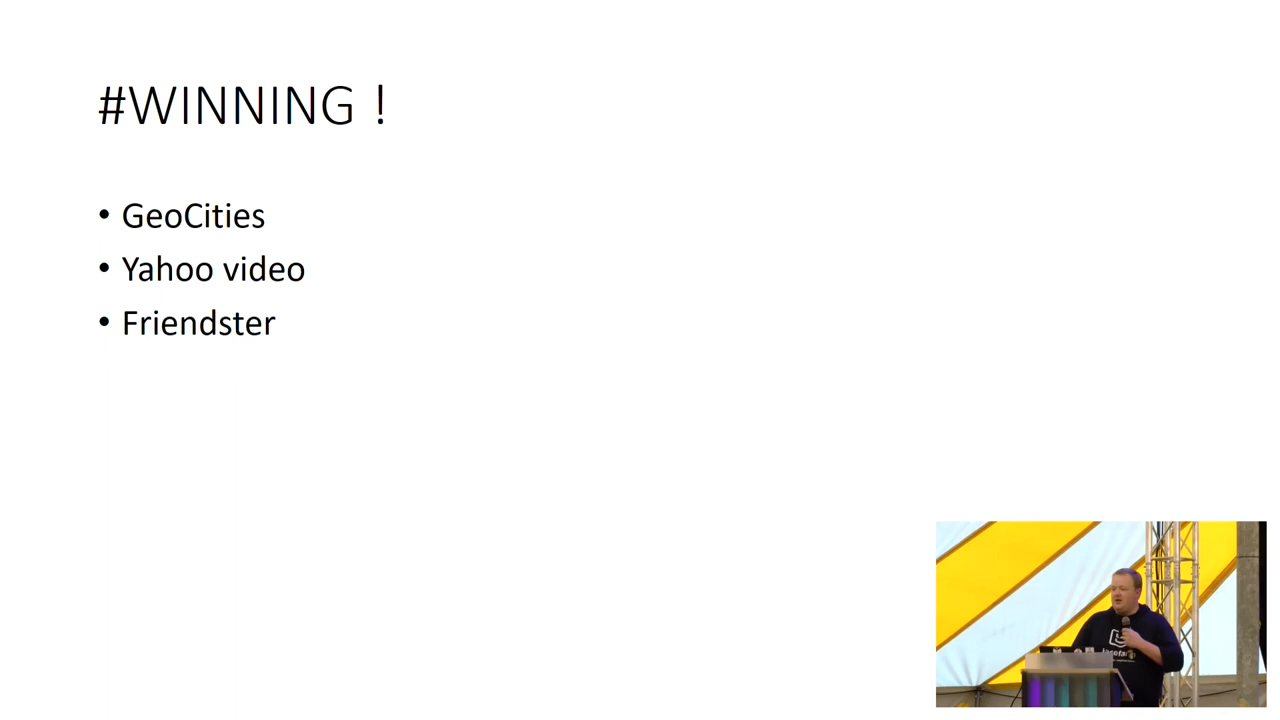 #WINNING !
• GeoCities
• Yahoo video
• Friendster